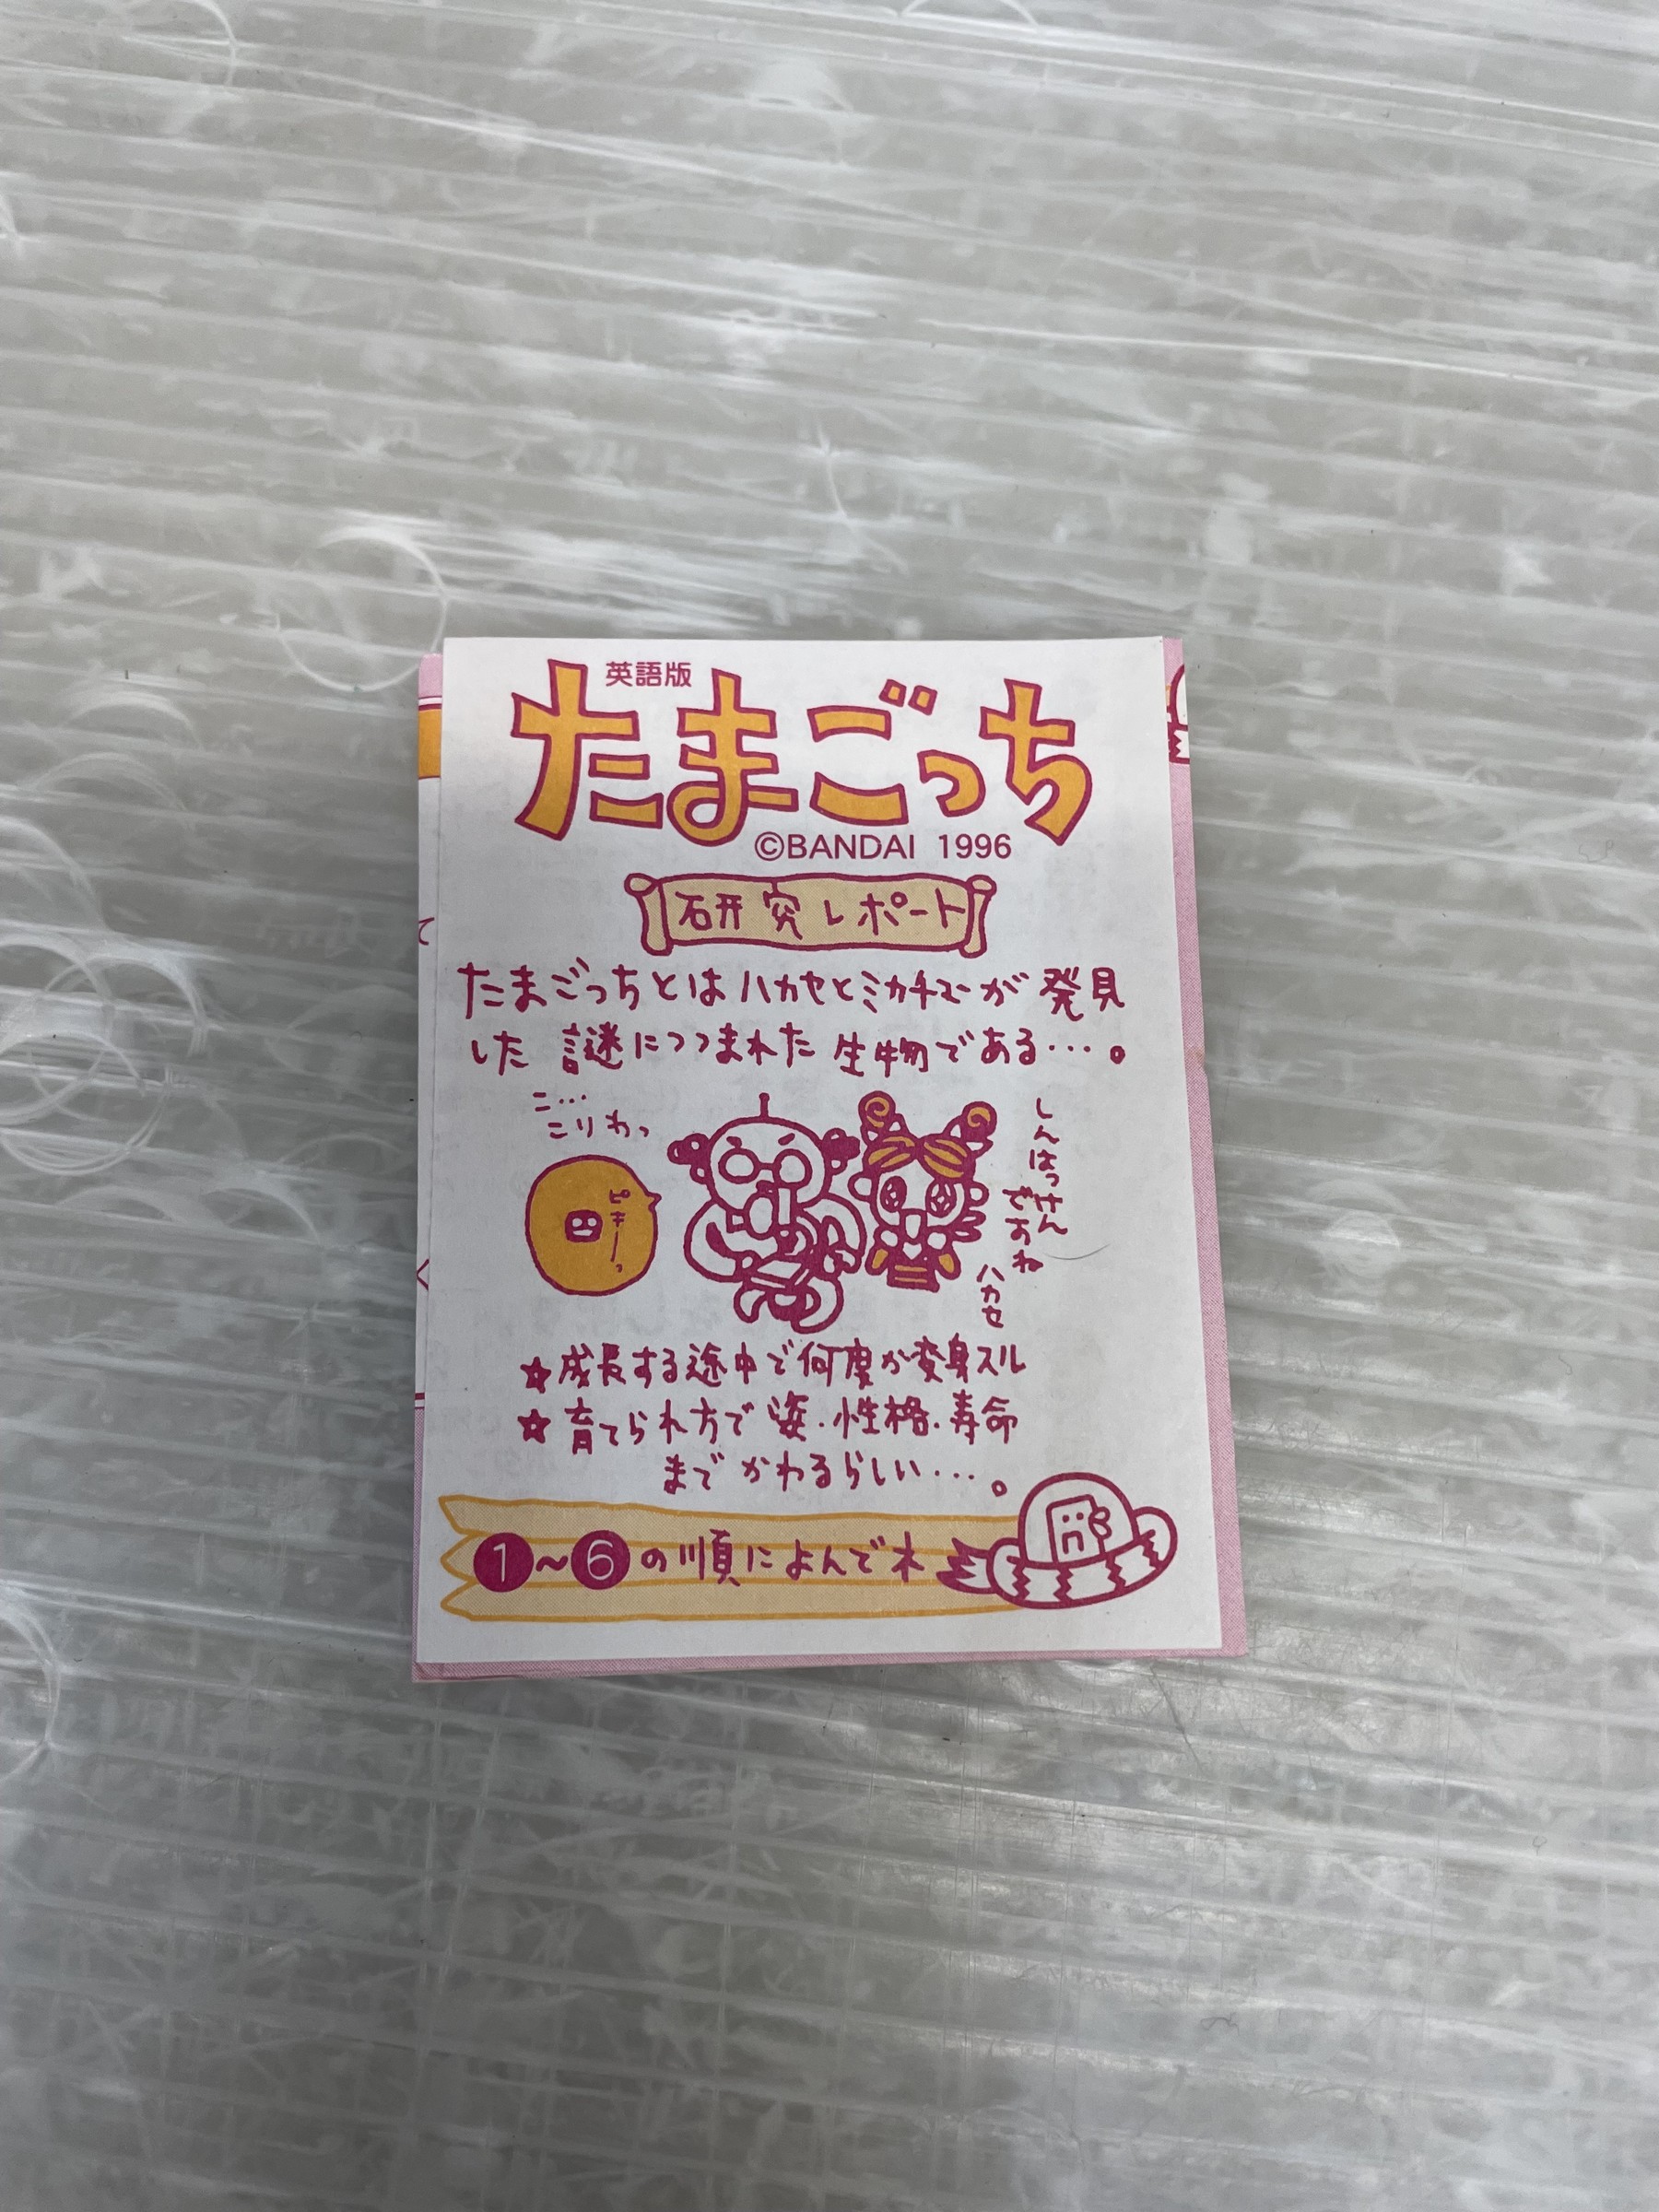 英語版
たまごっち
©BANDAI 1996
研究レポート
たまごっちとはハカセとミカチューが発見
した謎につつまれた生物である…。
こ…
こりわっ
ピキーっ
しんはっけん
ですね
ハカセ
☆成長する途中で何度か変身スル
☆育てられ方で姿.性格.寿命
までかわるらしい…。
1~6の順によんでネ
て
く